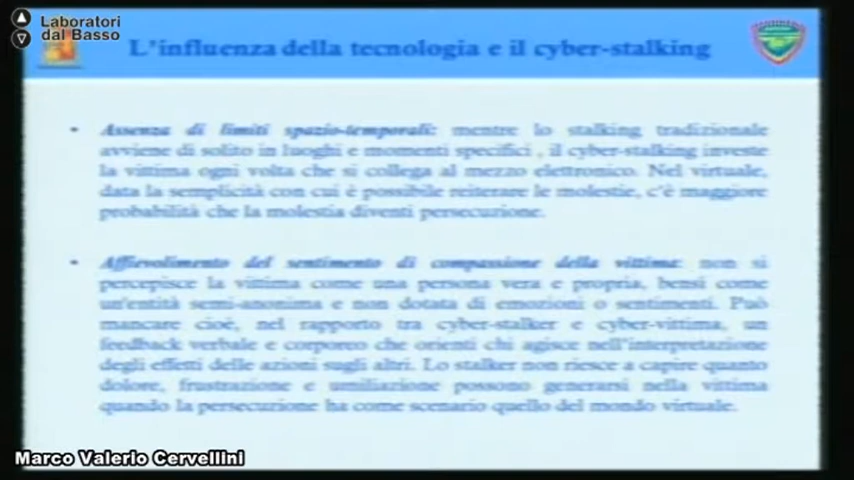 Laboratori
dal Basso
L'influenza della tecnologia e il cyber-stalking
• Assenza di limiti spazio-temporali: mentre lo stalking tradizionale
avviene di solito in luoghi e momenti specifici , il cyber-stalking investe
la vittima ogni volta che si collega al mezzo elettronico. Nel virtuale,
data la semplicità con cui è possibile reiterare le molestie, c'è maggiore
probabilità che la molestia diventi persecuzione.
• Affievolimento del sentimento di compassione della vittima: non si
percepisce la vittima come una persona vera e propria, bensì come
un'entità semi-anonima e non dotata di emozioni o sentimenti. Può
mancare cioè, nel rapporto tra cyber-stalker e cyber-vittima, un
feedback verbale e corporeo che orienti chi agisce nell'interpretazione
degli effetti delle azioni sugli altri. Lo stalker non riesce a capire quanto
dolore, frustrazione e umiliazione possono generarsi nella vittima
quando la persecuzione ha come scenario quello del mondo virtuale.
Marco Valerio Cervellini